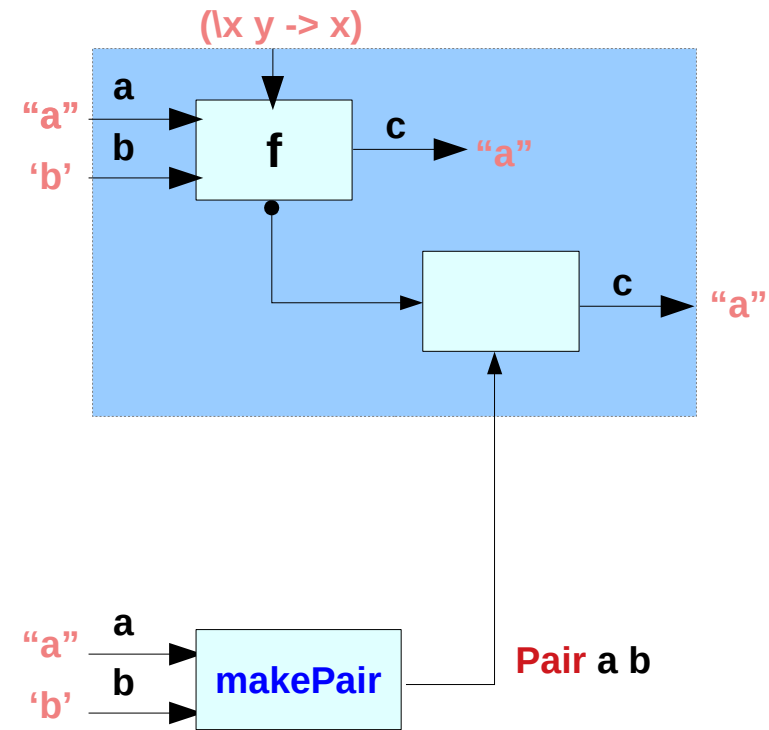 (\x y -> x)
a
“a”
b
‘b’
f
c
“a”
c
“a”
a
“a”
b
‘b’
makePair
Pair a b